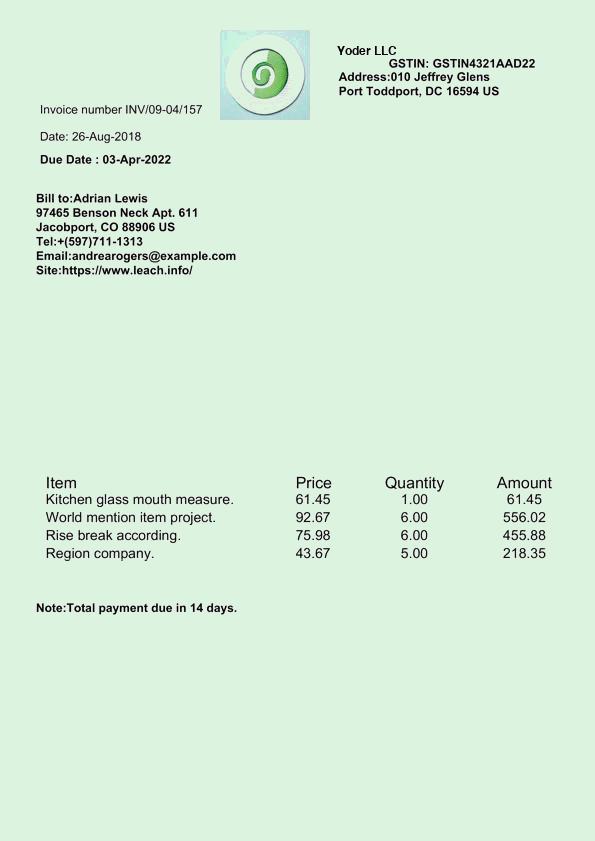 Yoder LLC
GSTIN: GSTIN4321AAD22
Address:010 Jeffrey Glens
Port Toddport, DC 16594 US
Invoice number INV/09-04/157
Date: 26-Aug-2018
Due Date : 03-Apr-2022
Bill to:Adrian Lewis
97465 Benson Neck Apt. 611
Jacobport, CO 88906 US
Tel:+(597)711-1313
Email:andrearogers@example.com
Site:https://www.leach.info/
Item Price Quantity Amount
Kitchen glass mouth measure. 61.45 1.00 61.45
World mention item project. 92.67 6.00 556.02
Rise break according. 75.98 6.00 455.88
Region company. 43.67 5.00 218.35
Note:Total payment due in 14 days.